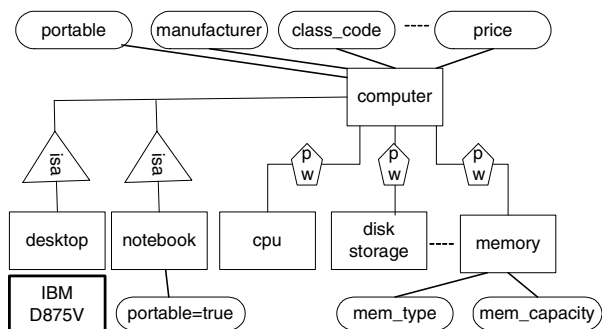 portable
manufacturer
class_code
price
computer
isa
isa
p
w
p
w
p
w
desktop
notebook
cpu
disk
storage
memory
IBM
D875V
portable=true
mem_type
mem_capacity